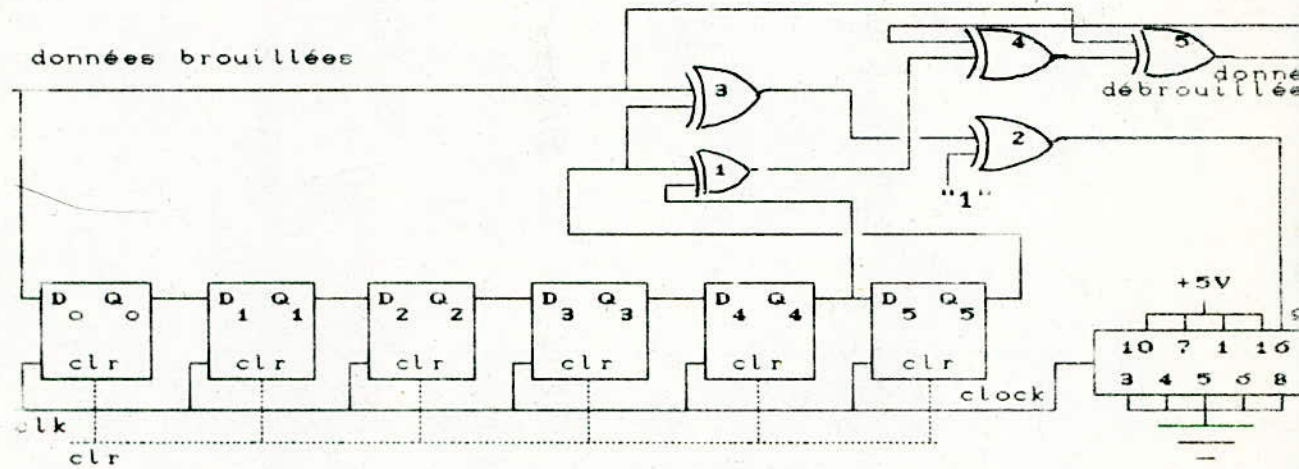 données brouillées
4
5
donné
débrouillée
3
2
1
"1"
D Q D Q D Q D Q D Q D Q
0 0 1 1 2 2 3 3 4 4 5 5
clr clr clr clr clr clr
+5V
10 7 1 16
3 4 5 6 8
clock
clk
clr